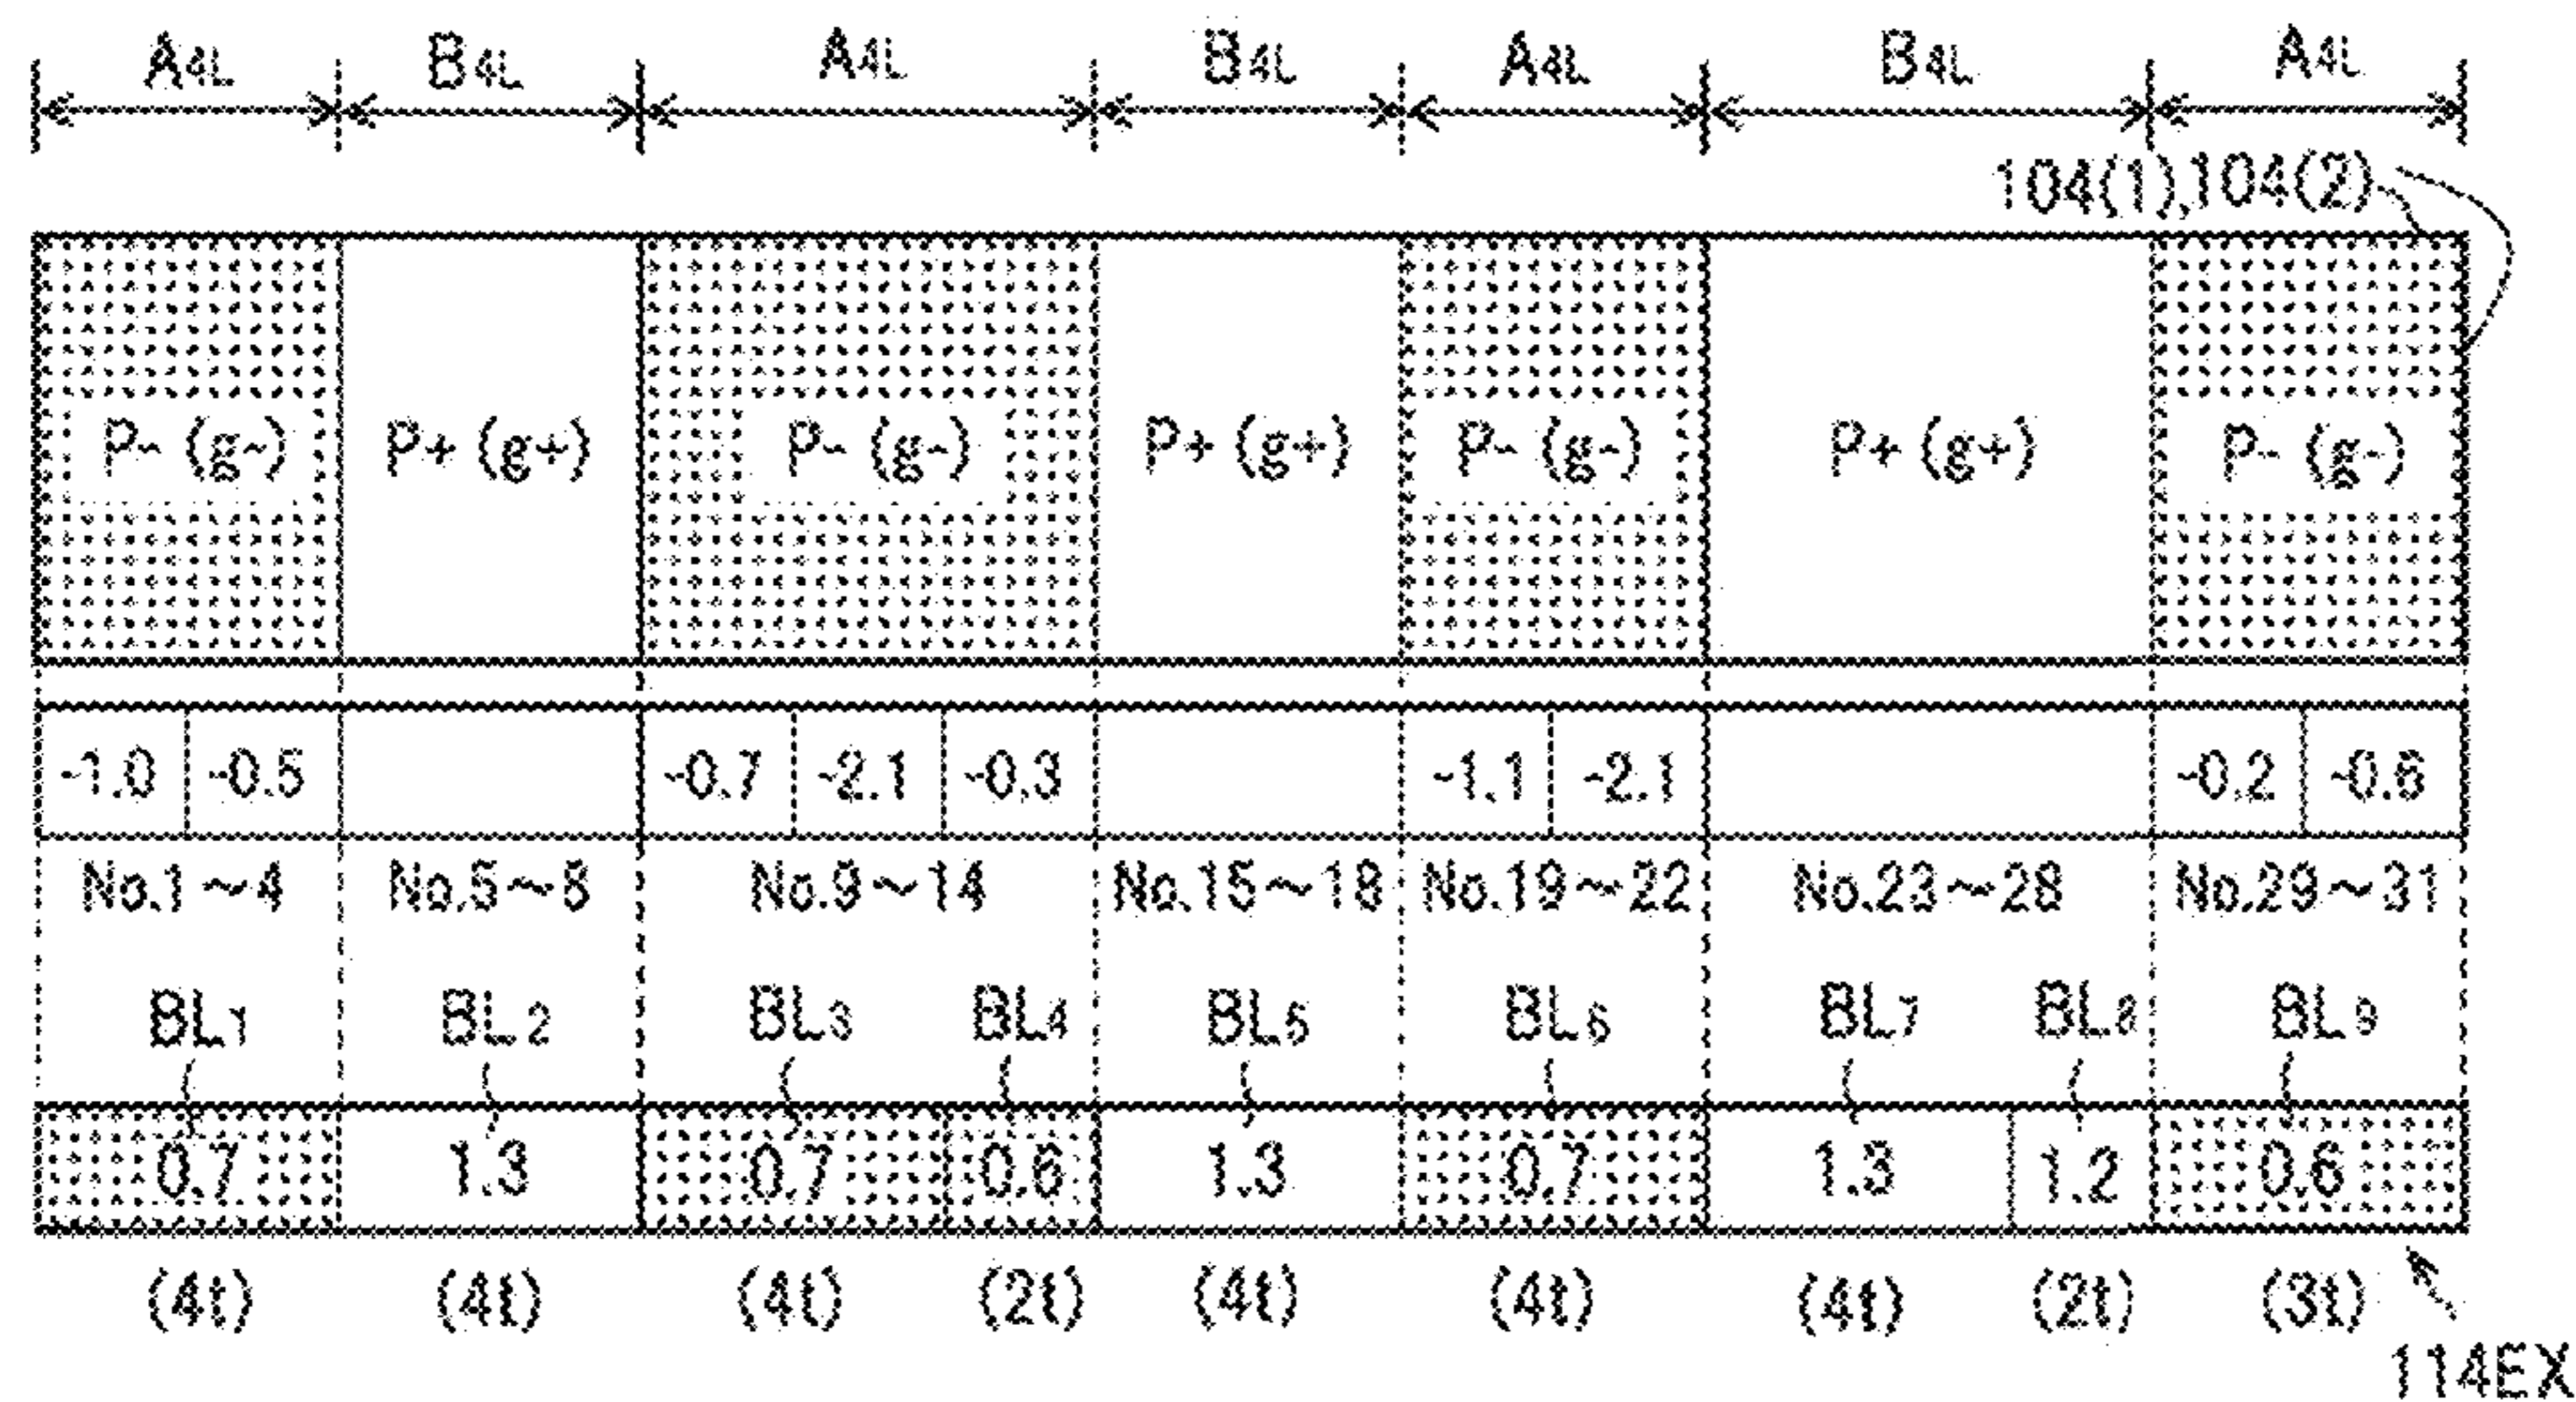 A4L B4L A4L B4L A4L B4L A4L
104(1),104(2)
P- (g-) P+ (g+) P- (g-) P+ (g+) P- (g-) P+ (g+) P- (g-)
-1.0 -0.5 -0.7 -2.1 -0.3 -1.1 -2.1 -0.2 -0.6
No.1～4 No.5～8 No.9～14 No.15～18 No.19～22 No.23～28 No.29～31
BL1 BL2 BL3 BL4 BL5 BL6 BL7 BL8 BL9
0.7 1.3 0.7 0.6 1.3 0.7 1.3 1.2 0.6
(4t) (4t) (4t) (2t) (4t) (4t) (4t) (2t) (3t)
114EX